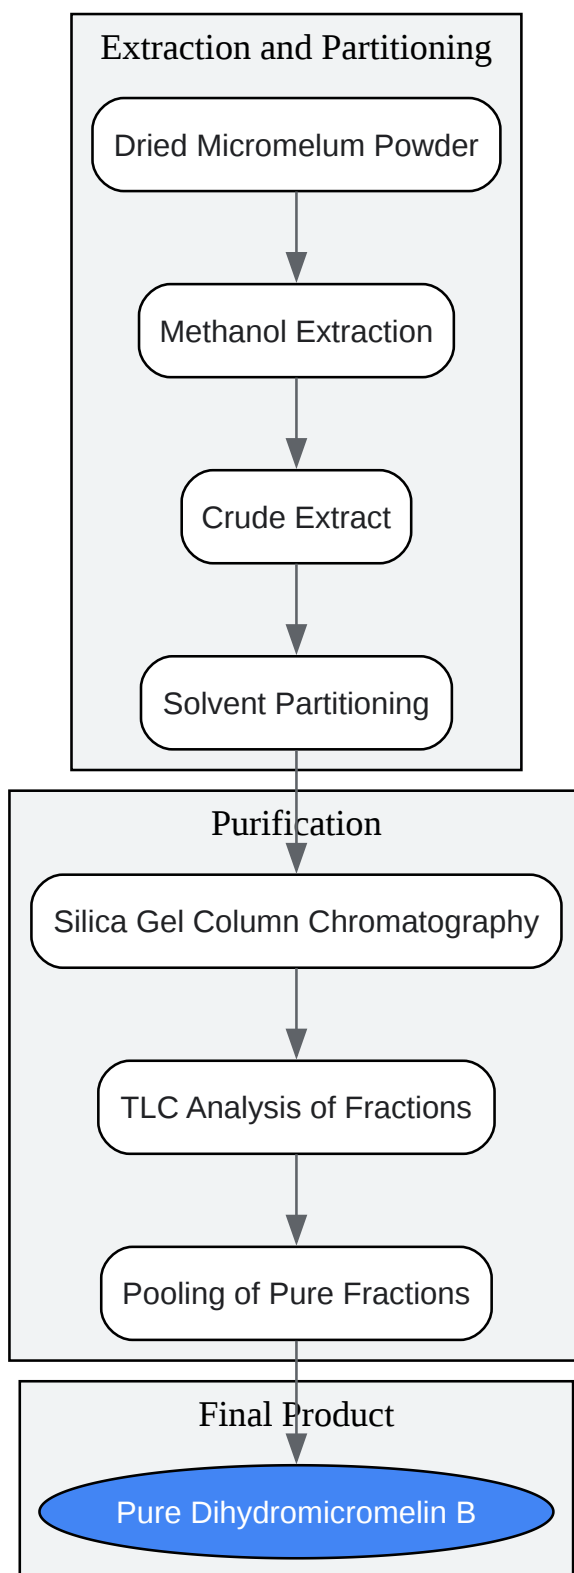 Extraction and Partitioning
Dried Micromelum Powder
Methanol Extraction
Crude Extract
Solvent Partitioning
Purification
Silica Gel Column Chromatography
TLC Analysis of Fractions
Pooling of Pure Fractions
Final Product
Pure Dihydromicromelin B